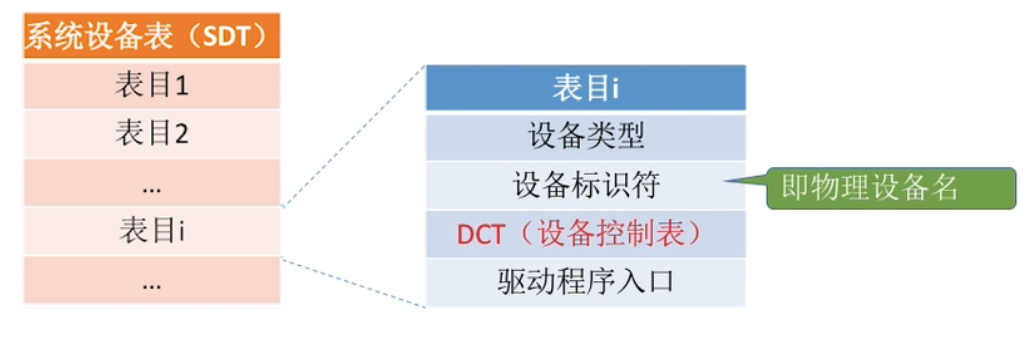 系统设备表（SDT）
表目1
表目2
...
表目i
...
表目i
设备类型
设备标识符
DCT（设备控制表）
驱动程序入口
即物理设备名